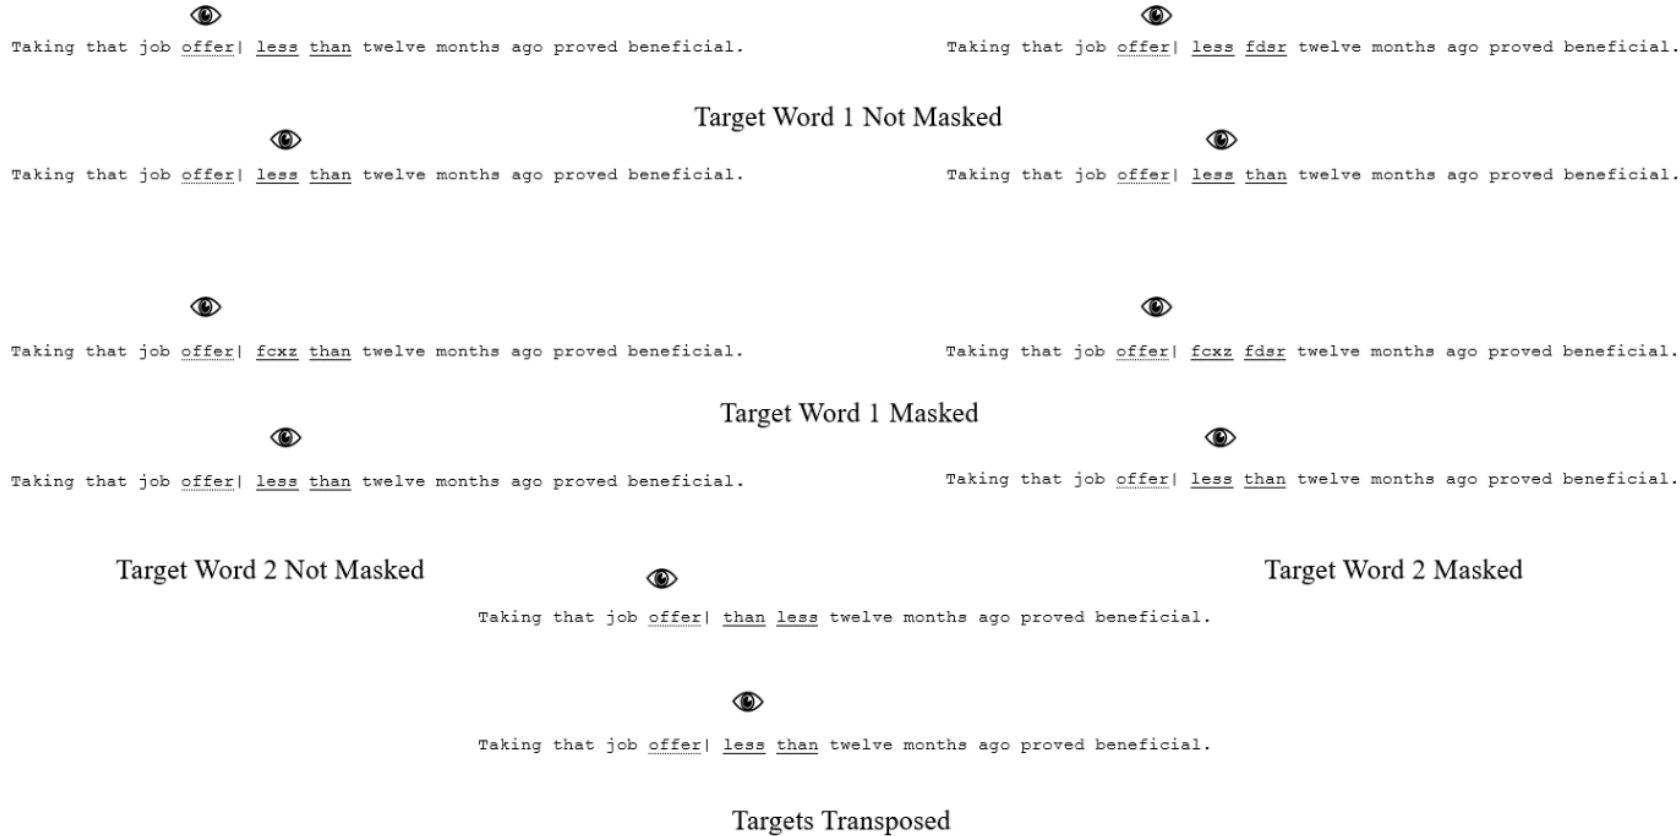 Taking that job offer| less than twelve months ago proved beneficial.
Taking that job offer| less fdsr twelve months ago proved beneficial.
Target Word 1 Not Masked
Taking that job offer| less than twelve months ago proved beneficial.
Taking that job offer| less than twelve months ago proved beneficial.
Taking that job offer| fcxz than twelve months ago proved beneficial.
Taking that job offer| fcxz fdsr twelve months ago proved beneficial.
Target Word 1 Masked
Taking that job offer| less than twelve months ago proved beneficial.
Taking that job offer| less than twelve months ago proved beneficial.
Target Word 2 Not Masked
Target Word 2 Masked
Taking that job offer| than less twelve months ago proved beneficial.
Taking that job offer| less than twelve months ago proved beneficial.
Targets Transposed